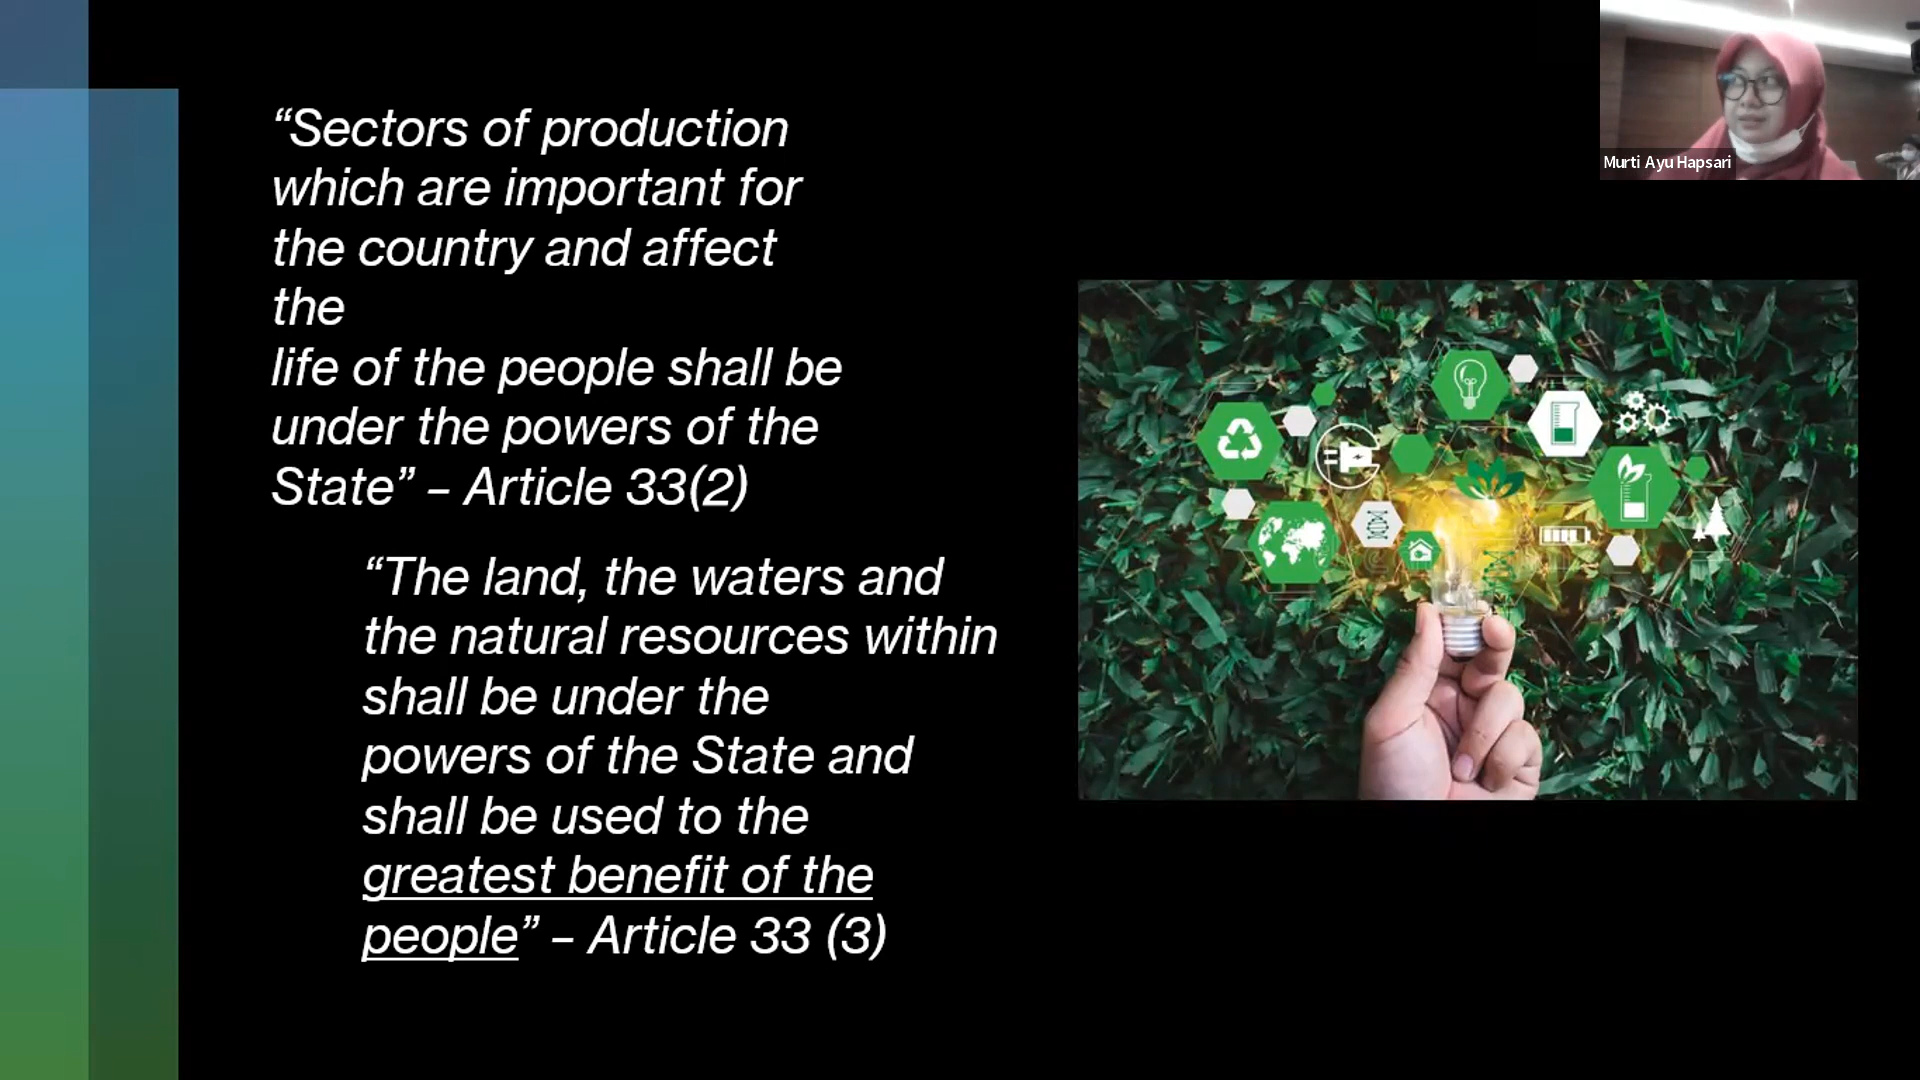 “Sectors of production
which are important for
the country and affect
the
life of the people shall be
under the powers of the
State” – Article 33(2)
“The land, the waters and
the natural resources within
shall be under the
powers of the State and
shall be used to the
greatest benefit of the
people” – Article 33 (3)
Murti Ayu Hapsari